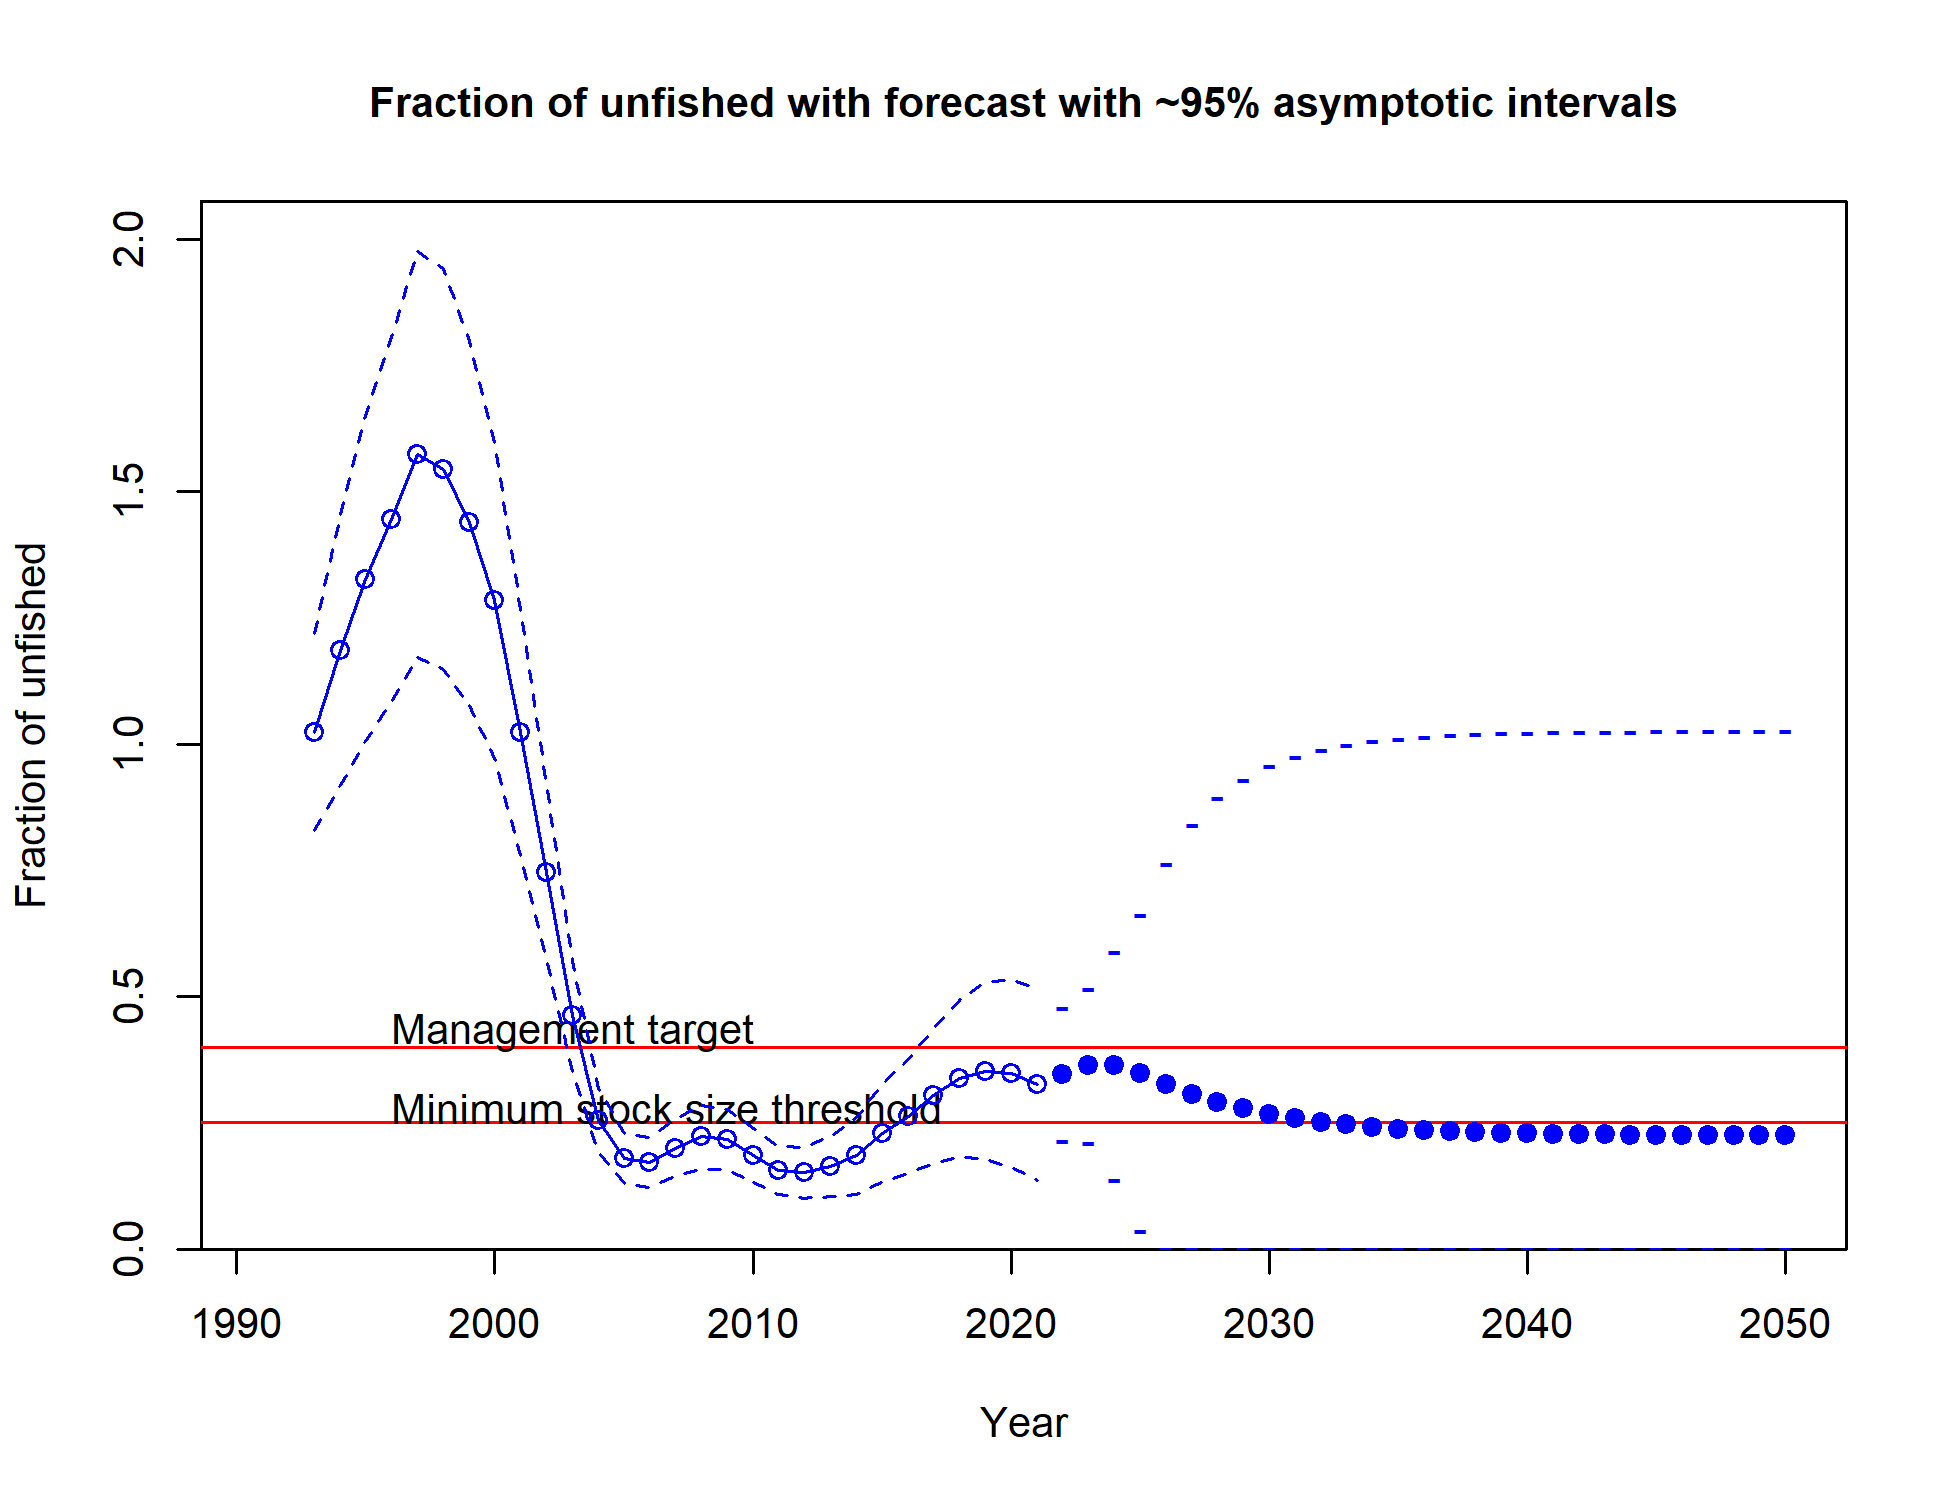 Fraction of unfished with forecast with ~95% asymptotic intervals
Fraction of unfished
2.0
1.5
1.0
0.5
0.0
Management target
Minimum stock size threshold
1990 2000 2010 2020 2030 2040 2050
Year